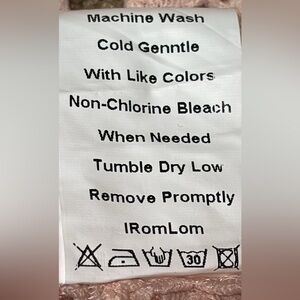 Machine Wash
Cold Genntle
With Like Colors
Non-Chlorine Bleach
When Needed
Tumble Dry Low
Remove Promptly
IRomLom
30